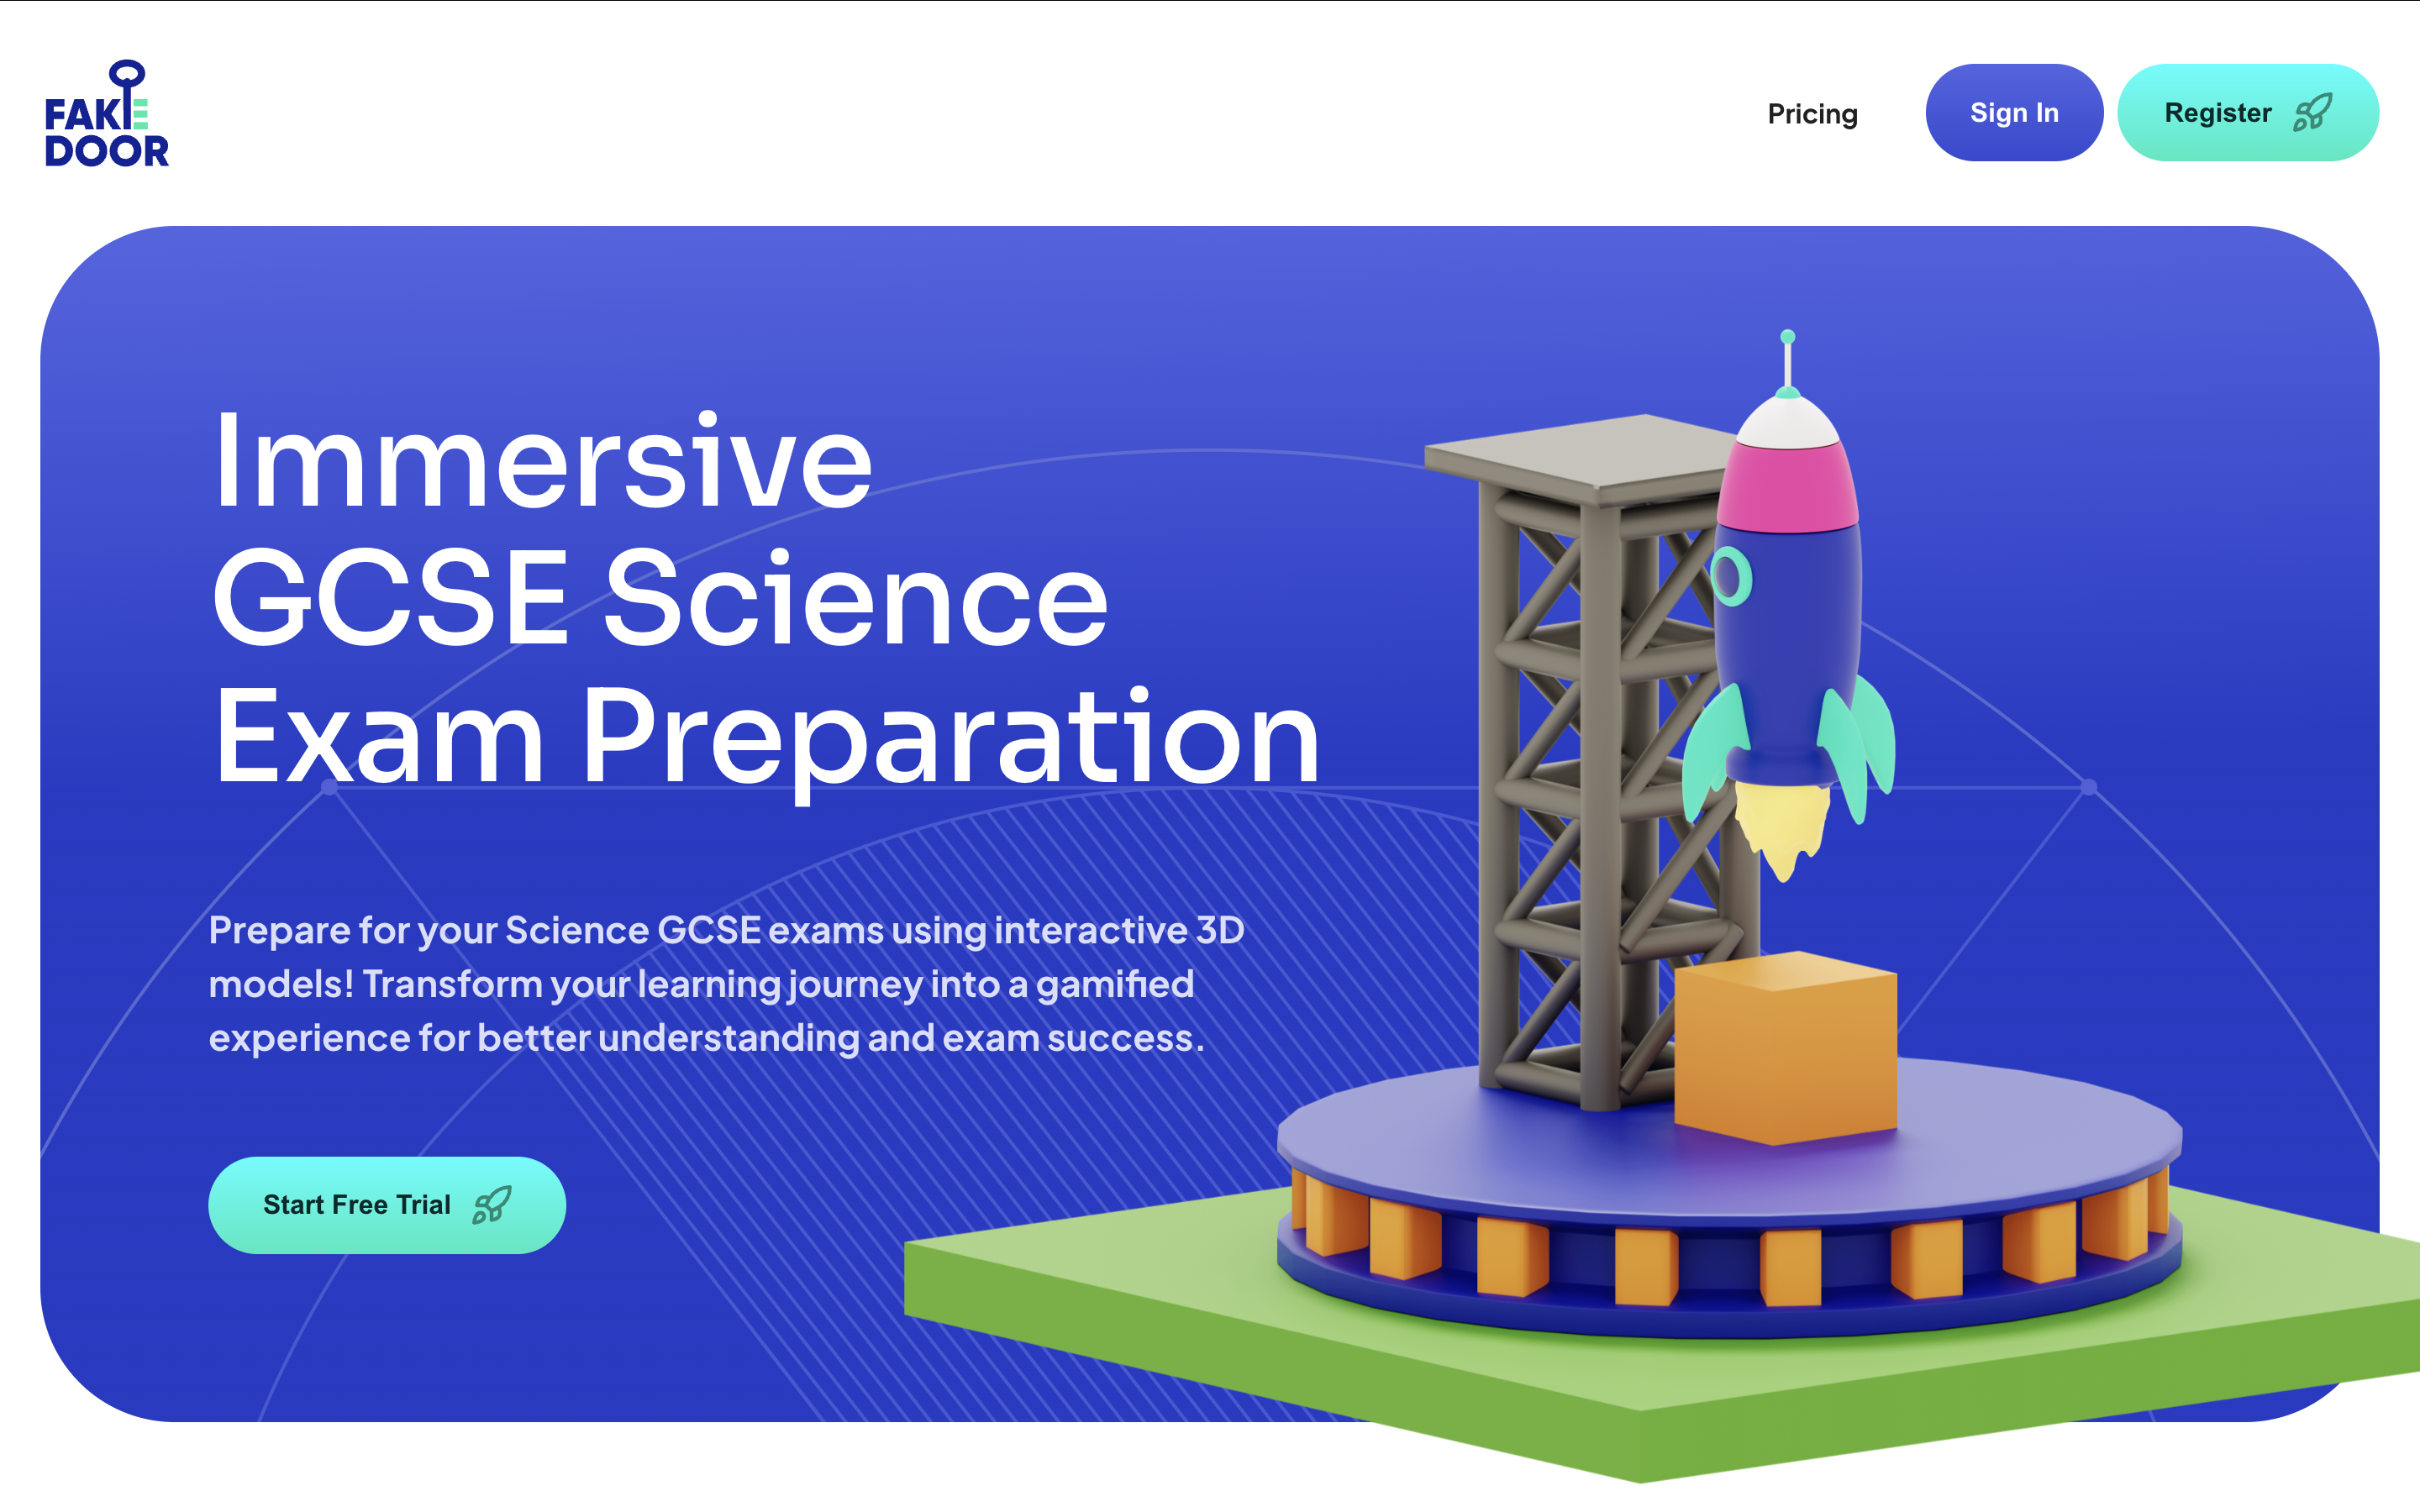 FAKE
DOOR
Pricing
Sign In
Register
Immersive
GCSE Science
Exam Preparation
Prepare for your Science GCSE exams using interactive 3D
models! Transform your learning journey into a gamified
experience for better understanding and exam success.
Start Free Trial